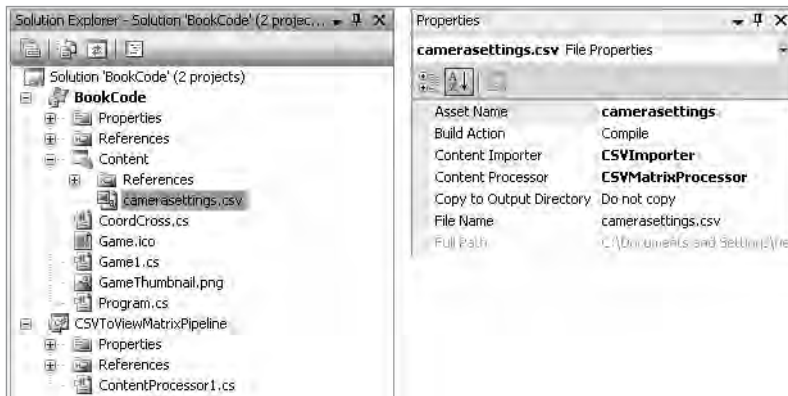 Solution Explorer - Solution 'BookCode' (2 projec...
Solution 'BookCode' (2 projects)
BookCode
Properties
References
Content
References
camerasettings.csv
CoordCross.cs
Game.ico
Game1.cs
GameThumbnail.png
Program.cs
CSVToViewMatrixPipeline
Properties
References
ContentProcessor1.cs
Properties
camerasettings.csv File Properties
Asset Name camerasettings
Build Action Compile
Content Importer CSVImporter
Content Processor CSVMatrixProcessor
Copy to Output Directory Do not copy
File Name camerasettings.csv
Full Path C:\Documents and Settings\